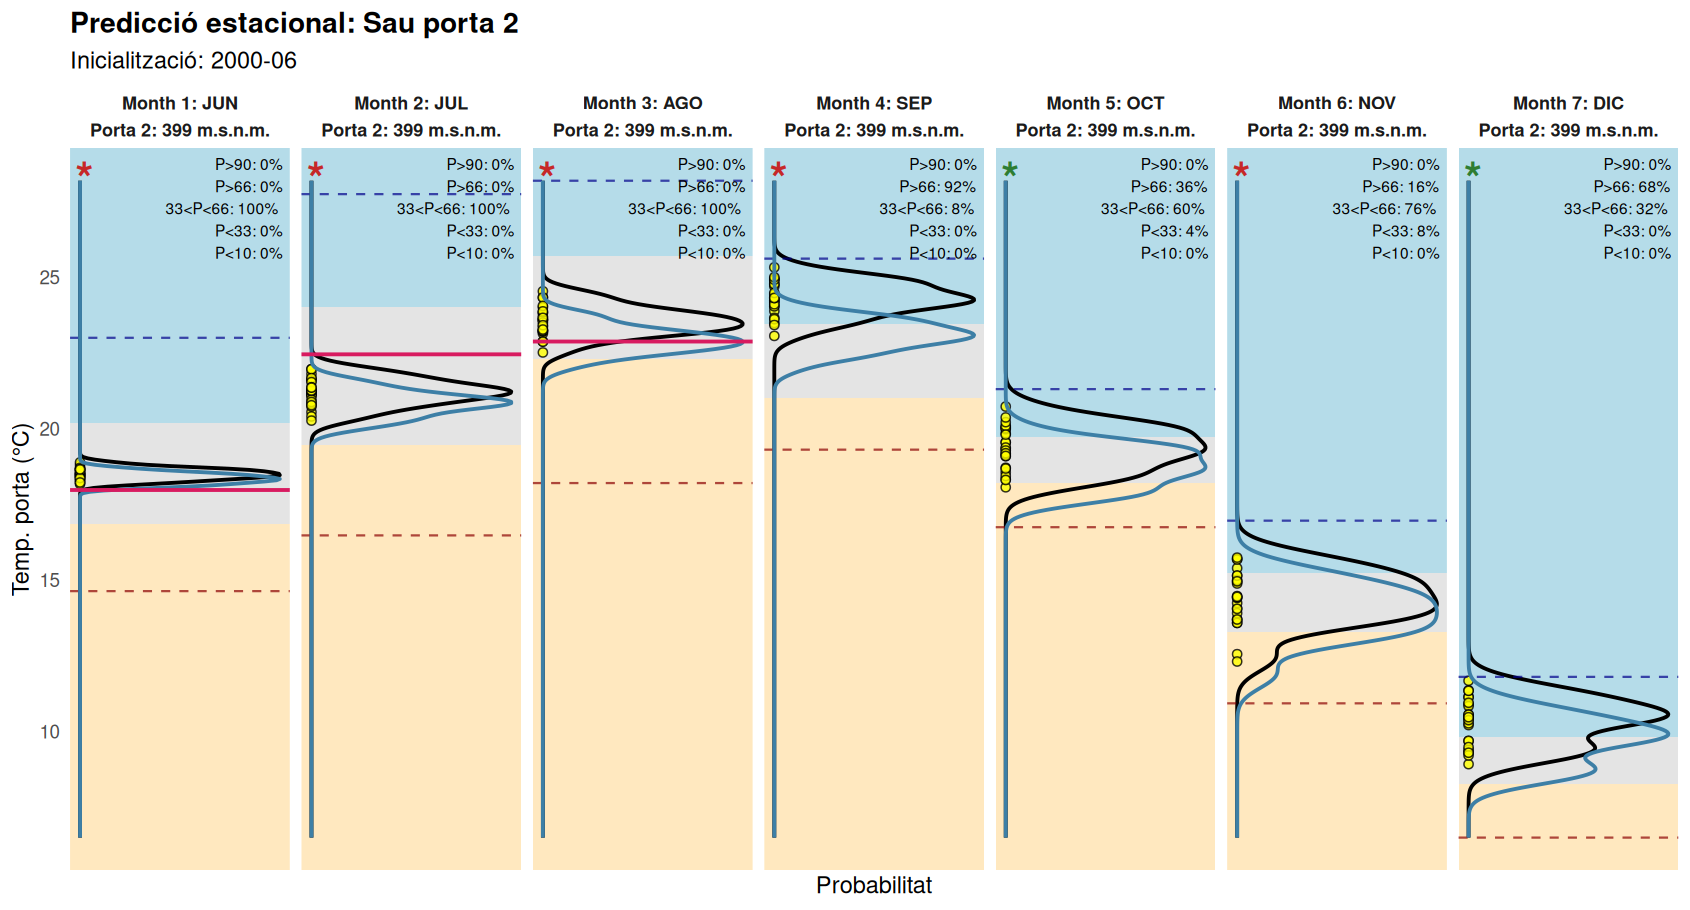 Predicció estacional: Sau porta 2
Inicialització: 2000-06
Month 1: JUN
Porta 2: 399 m.s.n.m.
Month 2: JUL
Porta 2: 399 m.s.n.m.
Month 3: AGO
Porta 2: 399 m.s.n.m.
Month 4: SEP
Porta 2: 399 m.s.n.m.
Month 5: OCT
Porta 2: 399 m.s.n.m.
Month 6: NOV
Porta 2: 399 m.s.n.m.
Month 7: DIC
Porta 2: 399 m.s.n.m.
*
P>90: 0%
P>66: 0%
33<P<66: 100%
P<33: 0%
P<10: 0%
*
P>90: 0%
P>66: 0%
33<P<66: 100%
P<33: 0%
P<10: 0%
*
P>90: 0%
P>66: 0%
33<P<66: 100%
P<33: 0%
P<10: 0%
*
P>90: 0%
P>66: 92%
33<P<66: 8%
P<33: 0%
P<10: 0%
*
P>90: 0%
P>66: 36%
33<P<66: 60%
P<33: 4%
P<10: 0%
*
P>90: 0%
P>66: 16%
33<P<66: 76%
P<33: 8%
P<10: 0%
*
P>90: 0%
P>66: 68%
33<P<66: 32%
P<33: 0%
P<10: 0%
25
20
15
10
Temp. porta (°C)
Probabilitat